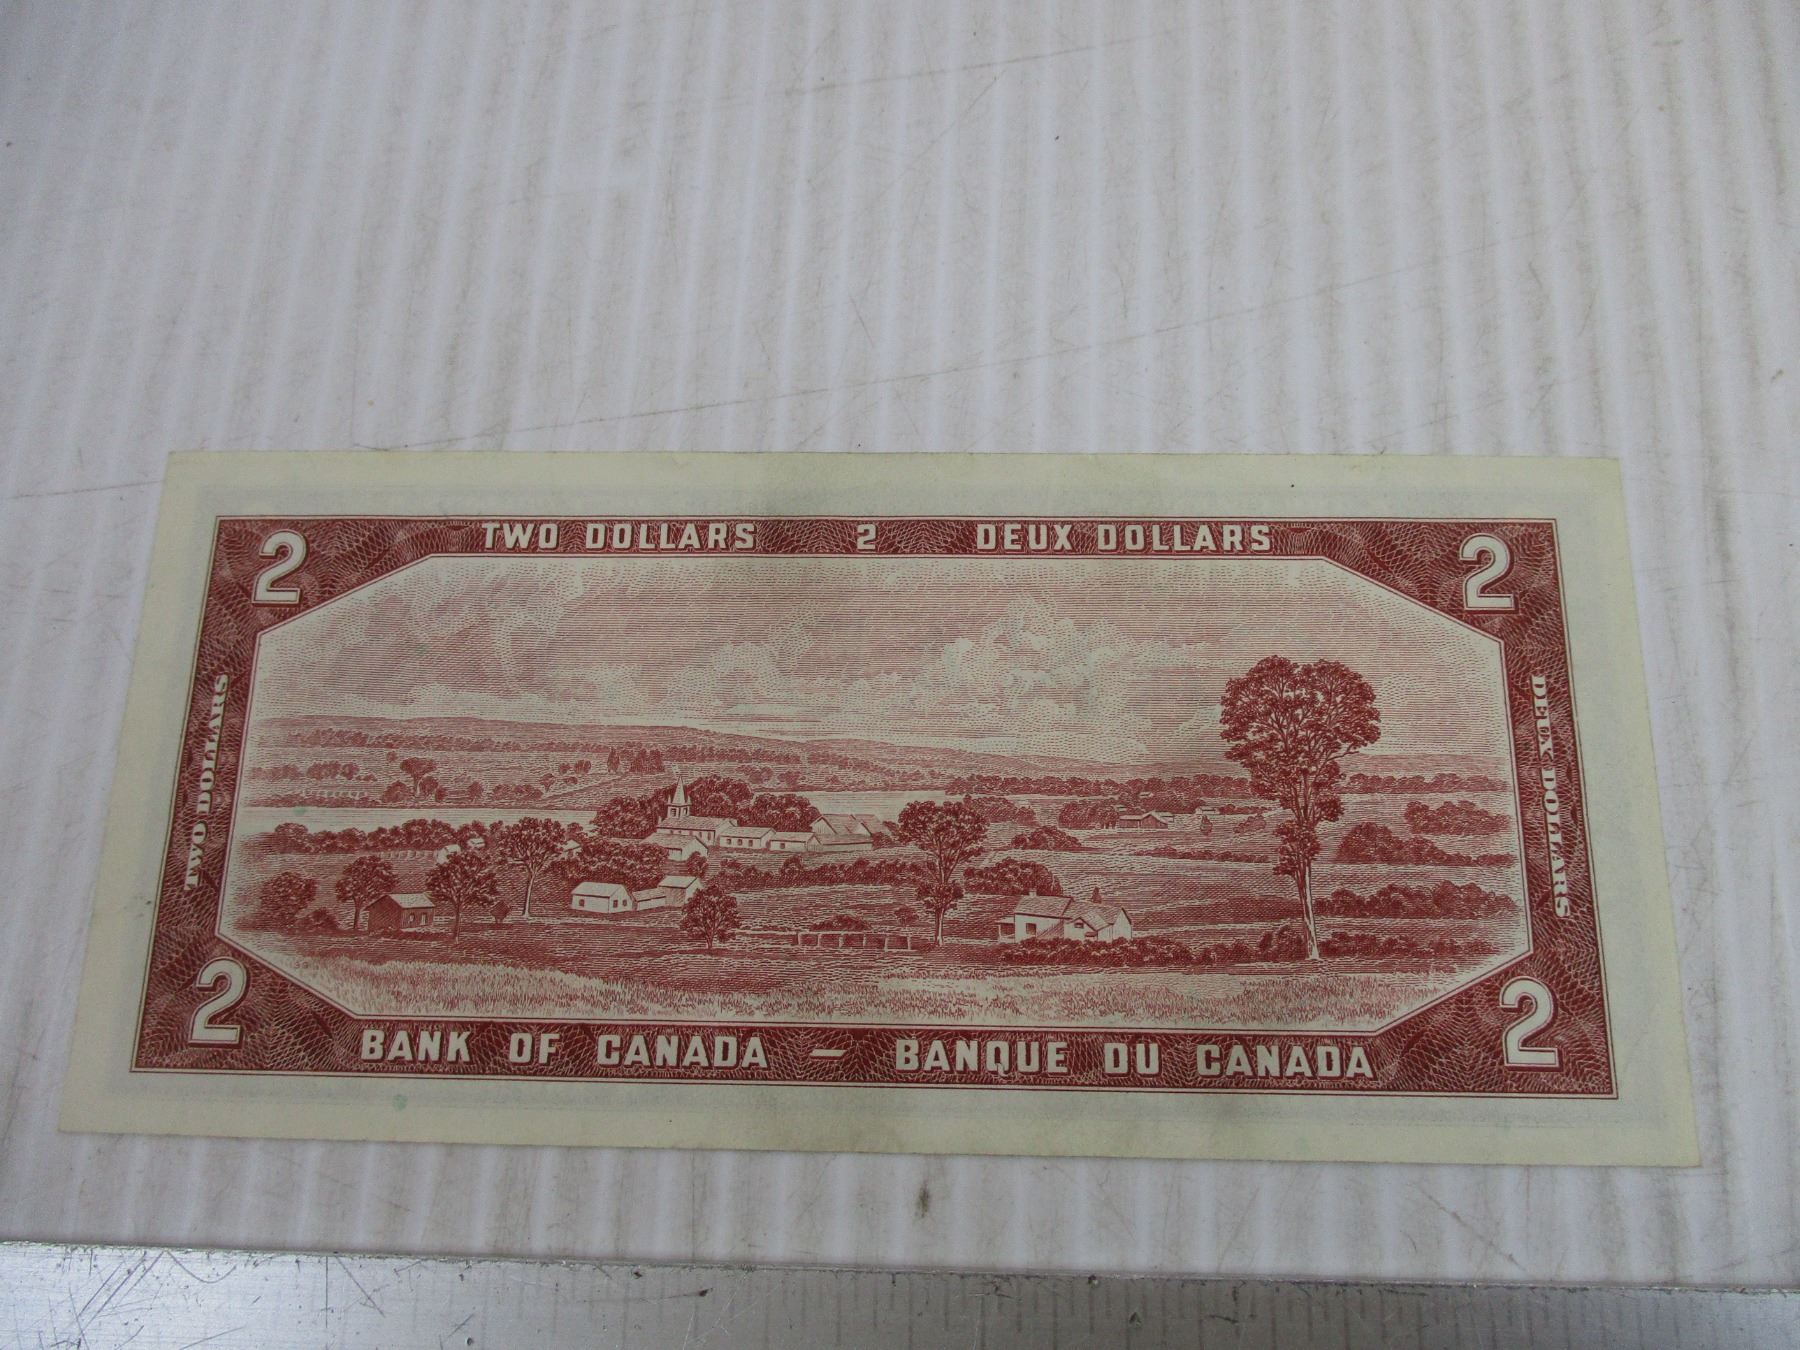 TWO DOLLARS 2 DEUX DOLLARS
2 2
TWO DOLLARS
DEUX DOLLARS
2 2
BANK OF CANADA – BANQUE DU CANADA